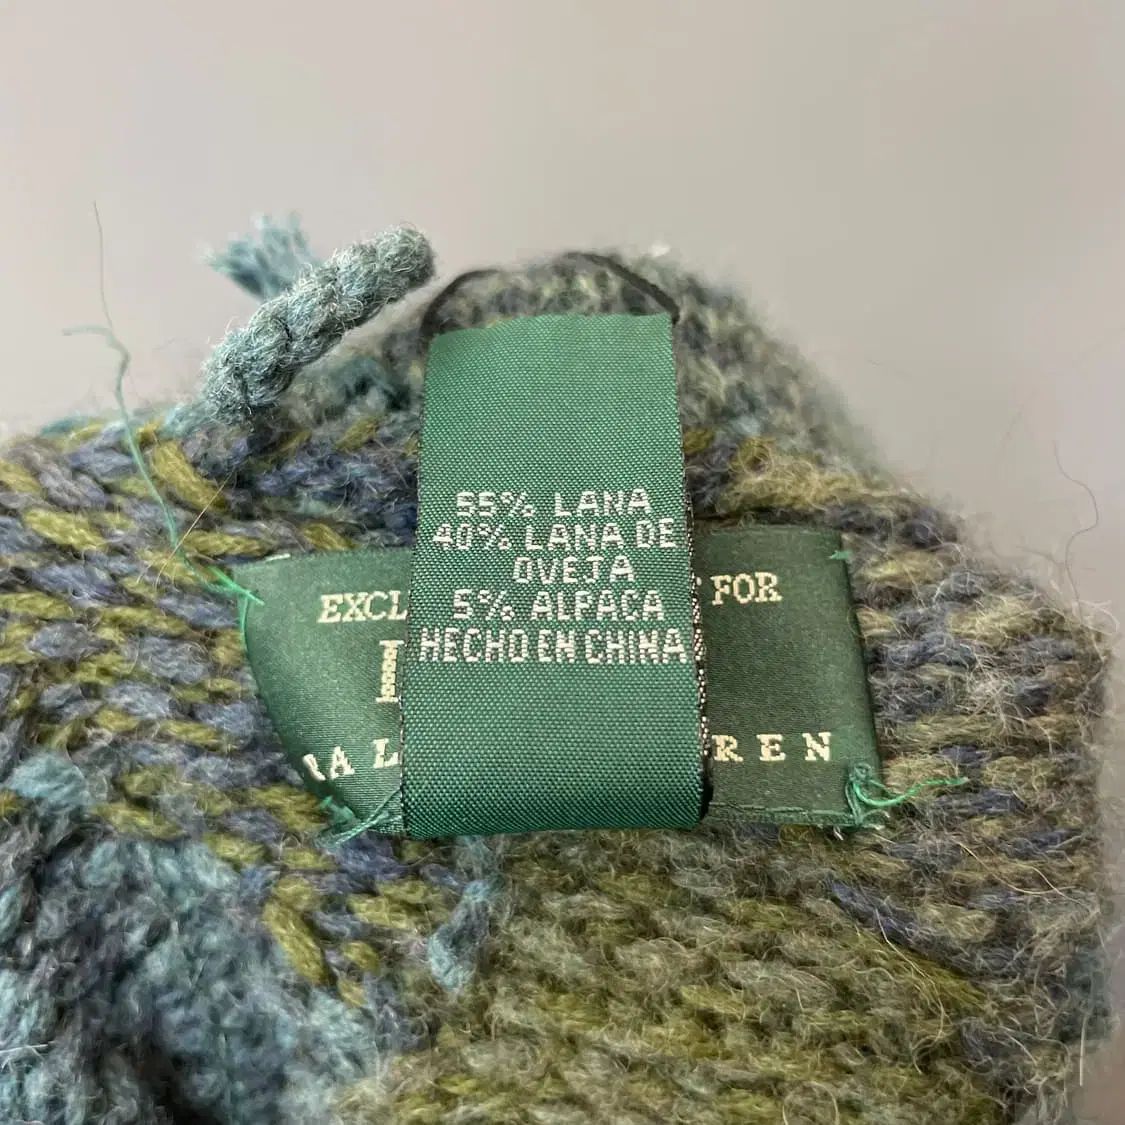 55% LANA
40% LANA DE
OVEJA
5% ALPACA
HECHO EN CHINA
EXCL FOR
REN